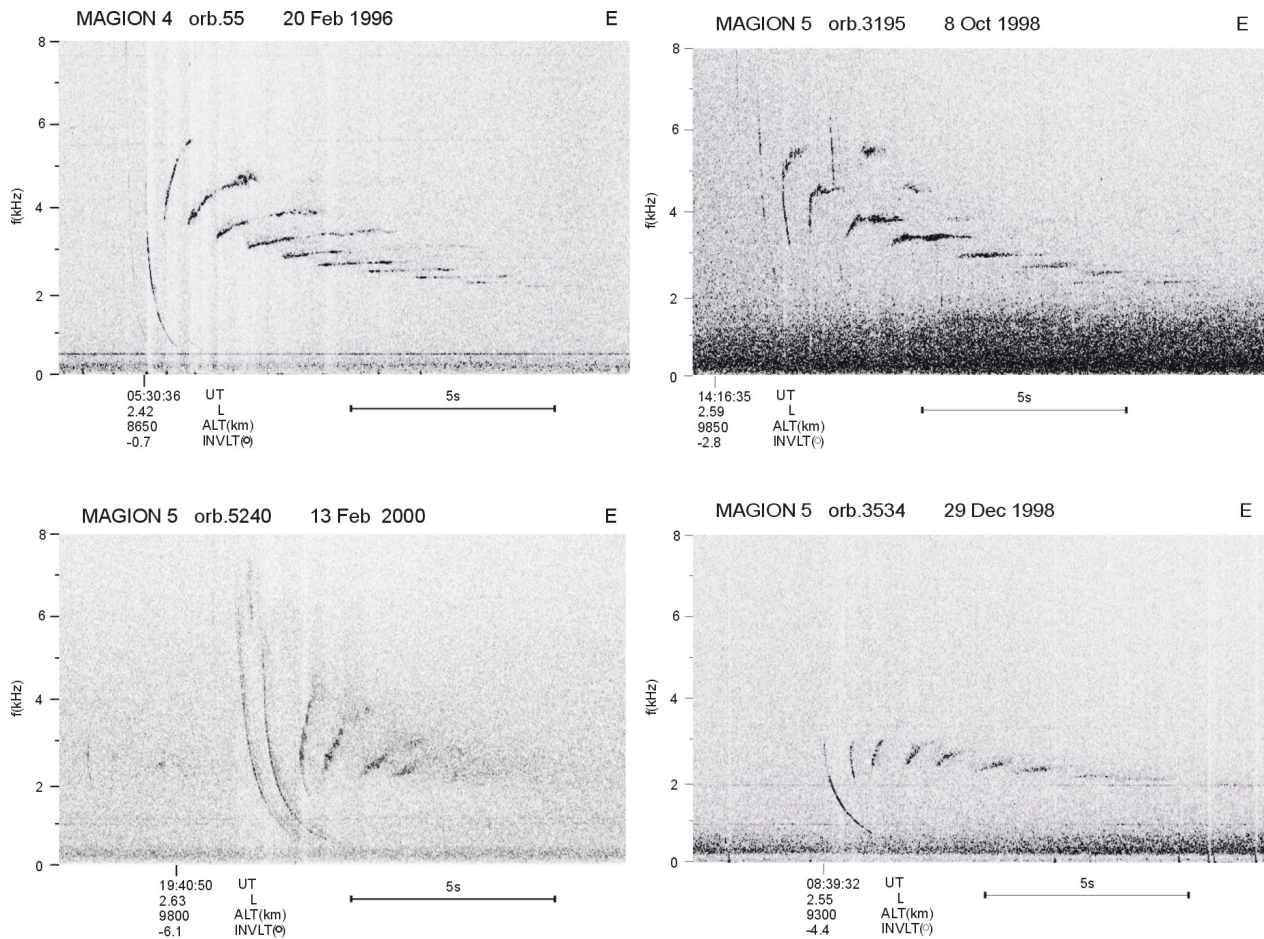 MAGION 4 orb.55 20 Feb 1996 E
8
6
4
2
0
f(kHz)
05:30:36 UT
2.42 L
8650 ALT(km)
-0.7 INVLT(o)
5s
MAGION 5 orb.3195 8 Oct 1998 E
8
6
4
2
0
f(kHz)
14:16:35 UT
2.59 L
9850 ALT(km)
-2.8 INVLT(○)
5s
MAGION 5 orb.5240 13 Feb 2000 E
8
6
4
2
0
f(kHz)
19:40:50 UT
2.63 L
9800 ALT(km)
-6.1 INVLT(o)
5s
MAGION 5 orb.3534 29 Dec 1998 E
8
6
4
2
0
f(kHz)
08:39:32 UT
2.55 L
9300 ALT(km)
-4.4 INVLT(○)
5s